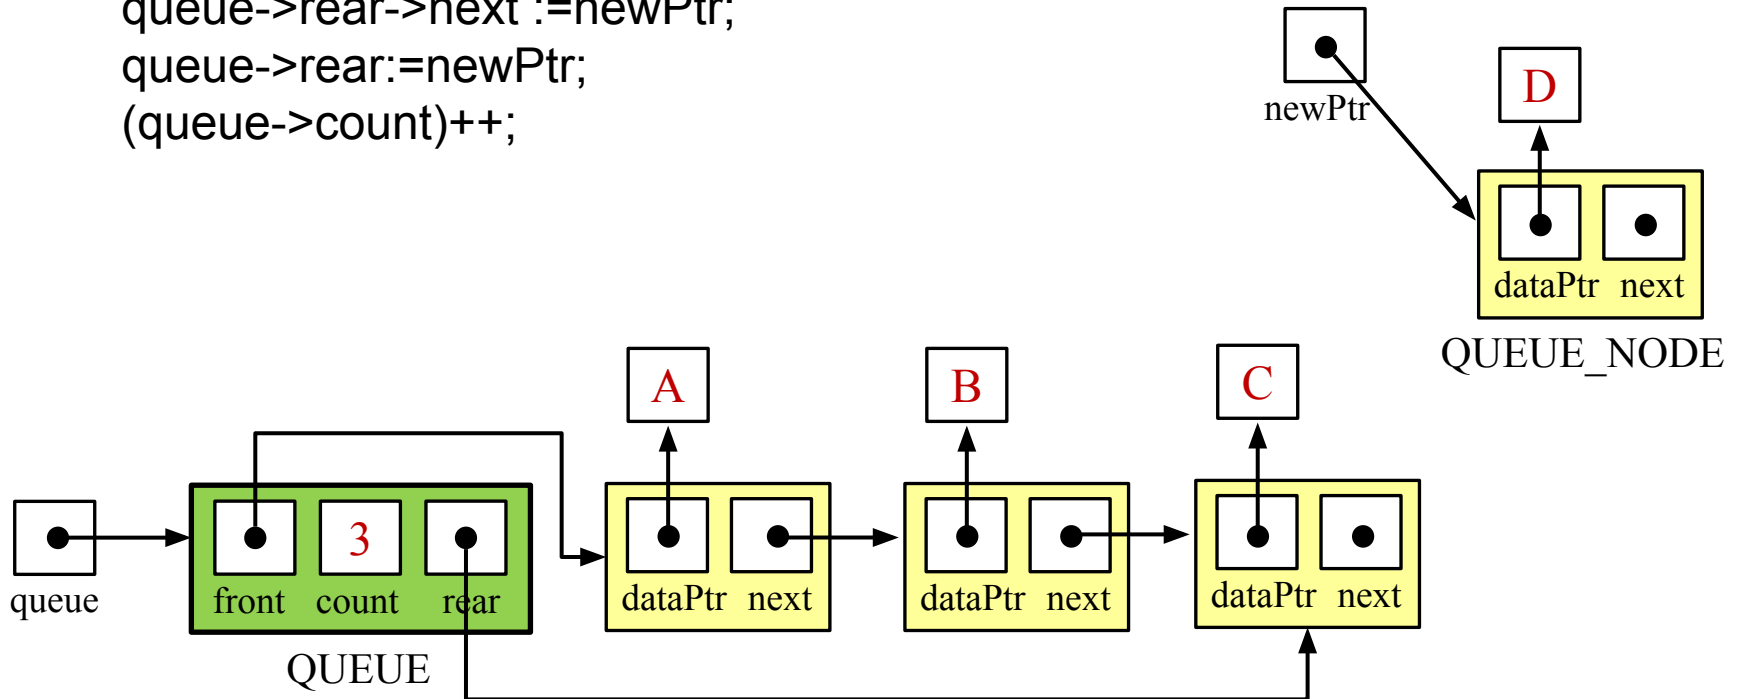 queue->rear->next :=newPtr;
queue->rear:=newPtr;
(queue->count)++;
newPtr
D
dataPtr next
QUEUE_NODE
A
B
C
3
queue
front count rear
dataPtr next
dataPtr next
dataPtr next
QUEUE